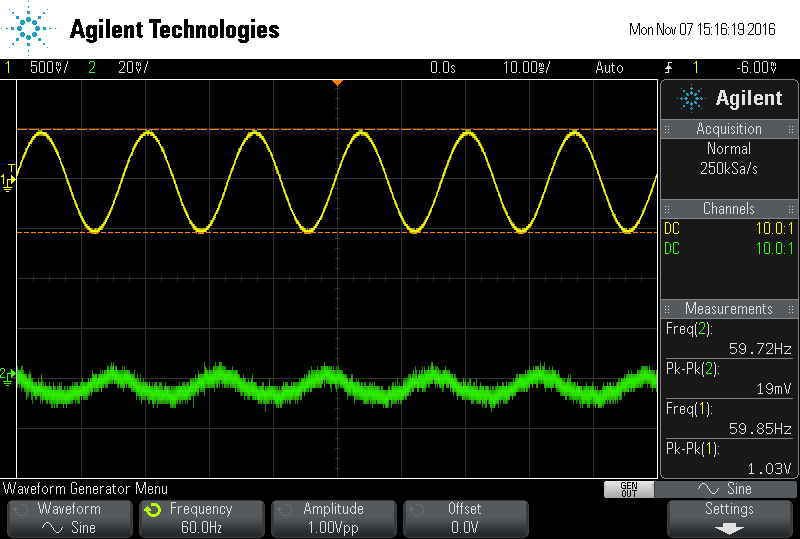 Agilent Technologies
Mon Nov 07 15:16:19 2016
1 500mV/ 2 20mV/ 0.0s 10.00ms/ Auto 1 -6.00mV
Agilent
Acquisition
Normal
250kSa/s
Channels
DC 10.0:1
DC 10.0:1
Measurements
Freq(2):
59.72Hz
Pk-Pk(2):
19mV
Freq(1):
59.85Hz
Pk-Pk(1):
1.03V
T
1
2
Waveform Generator Menu
GEN OUT
Sine
Waveform
Sine
Frequency
60.0Hz
Amplitude
1.00Vpp
Offset
0.0V
Settings